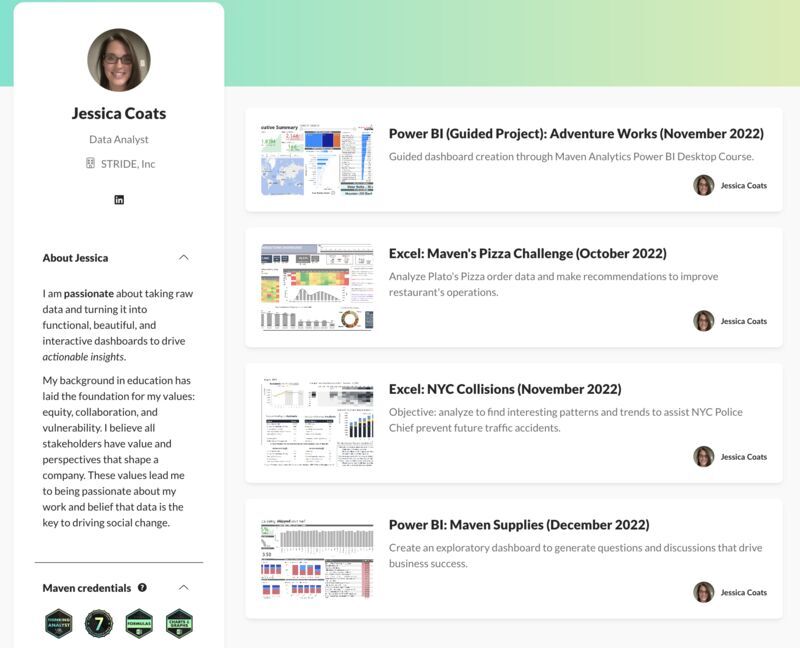 Jessica Coats
Data Analyst
STRIDE, Inc
About Jessica
I am passionate about taking raw
data and turning it into
functional, beautiful, and
interactive dashboards to drive
actionable insights.
My background in education has
laid the foundation for my values:
equity, collaboration, and
vulnerability. I believe all
stakeholders have value and
perspectives that shape a
company. These values lead me
to being passionate about my
work and belief that data is the
key to driving social change.
Maven credentials ?
THINKING
ANALYST
7
FORMULAS
CHARTS &
GRAPHS
Power BI (Guided Project): Adventure Works (November 2022)
Guided dashboard creation through Maven Analytics Power BI Desktop Course.
Jessica Coats
Excel: Maven's Pizza Challenge (October 2022)
Analyze Plato's Pizza order data and make recommendations to improve
restaurant's operations.
Jessica Coats
Excel: NYC Collisions (November 2022)
Objective: analyze to find interesting patterns and trends to assist NYC Police
Chief prevent future traffic accidents.
Jessica Coats
Power BI: Maven Supplies (December 2022)
Create an exploratory dashboard to generate questions and discussions that drive
business success.
Jessica Coats